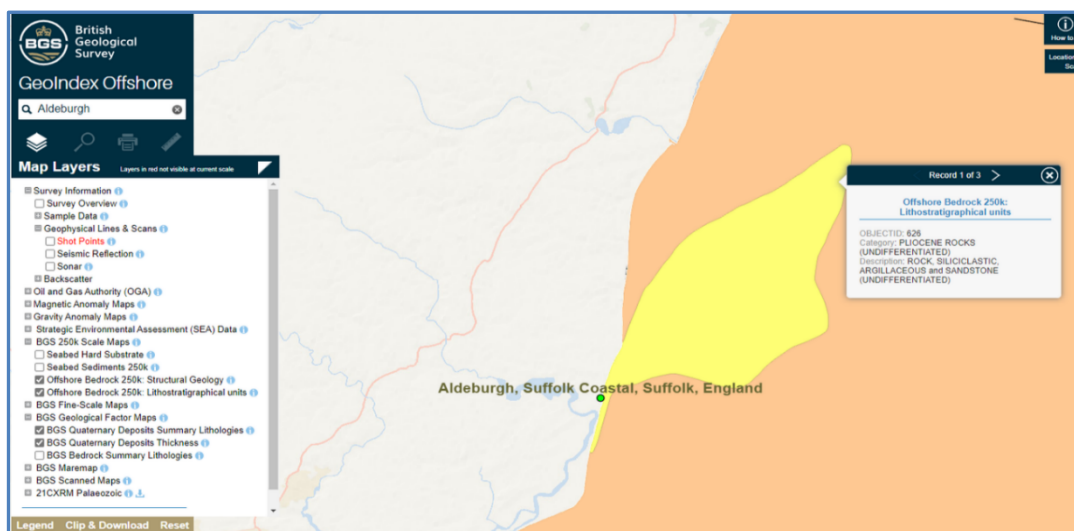 British
Geological
Survey
BGS
GeoIndex Offshore
Aldeburgh
Map Layers Layers in red not visible at current scale
Survey Information
Survey Overview
Sample Data
Geophysical Lines & Scans
Shot Points
Seismic Reflection
Sonar
Backscatter
Oil and Gas Authority (OGA)
Magnetic Anomaly Maps
Gravity Anomaly Maps
Strategic Environmental Assessment (SEA) Data
BGS 250k Scale Maps
Seabed Hard Substrate
Seabed Sediments 250k
Offshore Bedrock 250k: Structural Geology
Offshore Bedrock 250k: Lithostratigraphical units
BGS Fine-Scale Maps
BGS Geological Factor Maps
BGS Quaternary Deposits Summary Lithologies
BGS Quaternary Deposits Thickness
BGS Bedrock Summary Lithologies
BGS Maremap
BGS Scanned Maps
21CXRM Palaeozoic
Legend Clip & Download Reset
Aldeburgh, Suffolk Coastal, Suffolk, England
How to
Location
Se
Record 1 of 3
Offshore Bedrock 250k:
Lithostratigraphical units
OBJECTID: 626
Category: PLIOCENE ROCKS
(UNDIFFERENTIATED)
Description: ROCK, SILICICLASTIC,
ARGILLACEOUS and SANDSTONE
(UNDIFFERENTIATED)